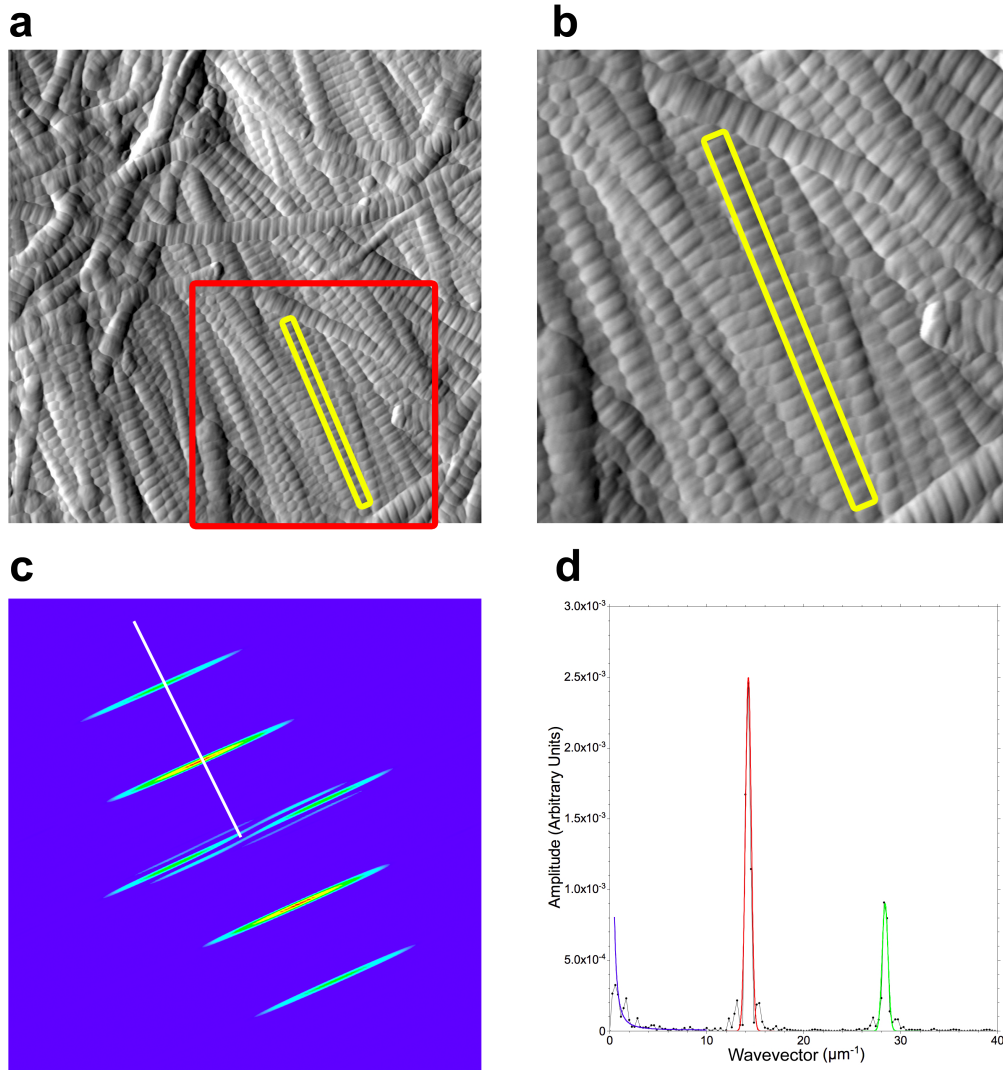 a
b
c
d
3.0x10⁻³
2.5x10⁻³
2.0x10⁻³
1.5x10⁻³
1.0x10⁻³
5.0x10⁻⁴
0
Amplitude (Arbitrary Units)
0 10 20 30 40
Wavevector (µm⁻¹)